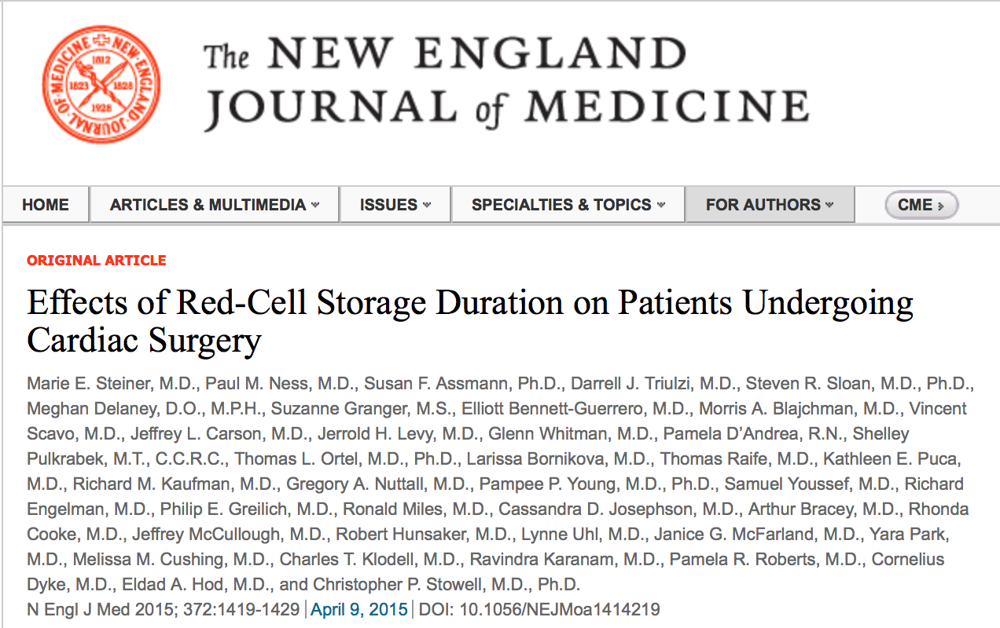 NEW·ENGLAND JOURNAL·OF MEDICINE
1812
1823
1828
1928
The NEW ENGLAND
JOURNAL of MEDICINE
HOME
ARTICLES & MULTIMEDIA
ISSUES
SPECIALTIES & TOPICS
FOR AUTHORS
CME
ORIGINAL ARTICLE
Effects of Red-Cell Storage Duration on Patients Undergoing
Cardiac Surgery
Marie E. Steiner, M.D., Paul M. Ness, M.D., Susan F. Assmann, Ph.D., Darrell J. Triulzi, M.D., Steven R. Sloan, M.D., Ph.D.,
Meghan Delaney, D.O., M.P.H., Suzanne Granger, M.S., Elliott Bennett-Guerrero, M.D., Morris A. Blajchman, M.D., Vincent
Scavo, M.D., Jeffrey L. Carson, M.D., Jerrold H. Levy, M.D., Glenn Whitman, M.D., Pamela D’Andrea, R.N., Shelley
Pulkrabek, M.T., C.C.R.C., Thomas L. Ortel, M.D., Ph.D., Larissa Bornikova, M.D., Thomas Raife, M.D., Kathleen E. Puca,
M.D., Richard M. Kaufman, M.D., Gregory A. Nuttall, M.D., Pampee P. Young, M.D., Ph.D., Samuel Youssef, M.D., Richard
Engelman, M.D., Philip E. Greilich, M.D., Ronald Miles, M.D., Cassandra D. Josephson, M.D., Arthur Bracey, M.D., Rhonda
Cooke, M.D., Jeffrey McCullough, M.D., Robert Hunsaker, M.D., Lynne Uhl, M.D., Janice G. McFarland, M.D., Yara Park,
M.D., Melissa M. Cushing, M.D., Charles T. Klodell, M.D., Ravindra Karanam, M.D., Pamela R. Roberts, M.D., Cornelius
Dyke, M.D., Eldad A. Hod, M.D., and Christopher P. Stowell, M.D., Ph.D.
N Engl J Med 2015; 372:1419-1429 | April 9, 2015 | DOI: 10.1056/NEJMoa1414219